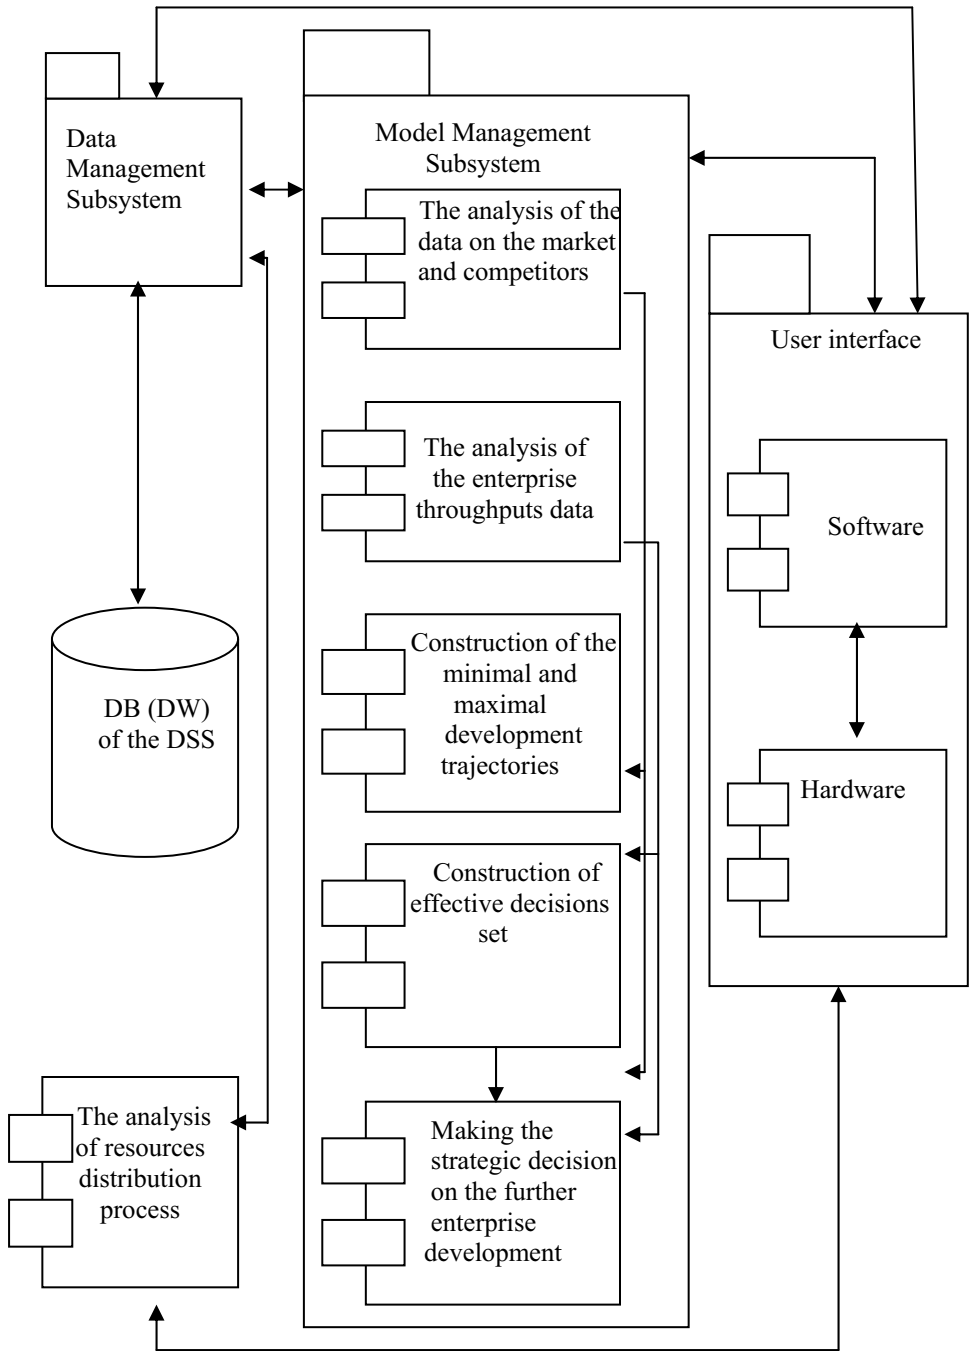 Data
Management
Subsystem
Model Management
Subsystem
The analysis of the
data on the market
and competitors
The analysis of
the enterprise
throughputs data
Construction of the
minimal and
maximal
development
trajectories
Construction of
effective decisions
set
Making the
strategic decision
on the further
enterprise
development
User interface
Software
Hardware
DB (DW)
of the DSS
The analysis
of resources
distribution
process